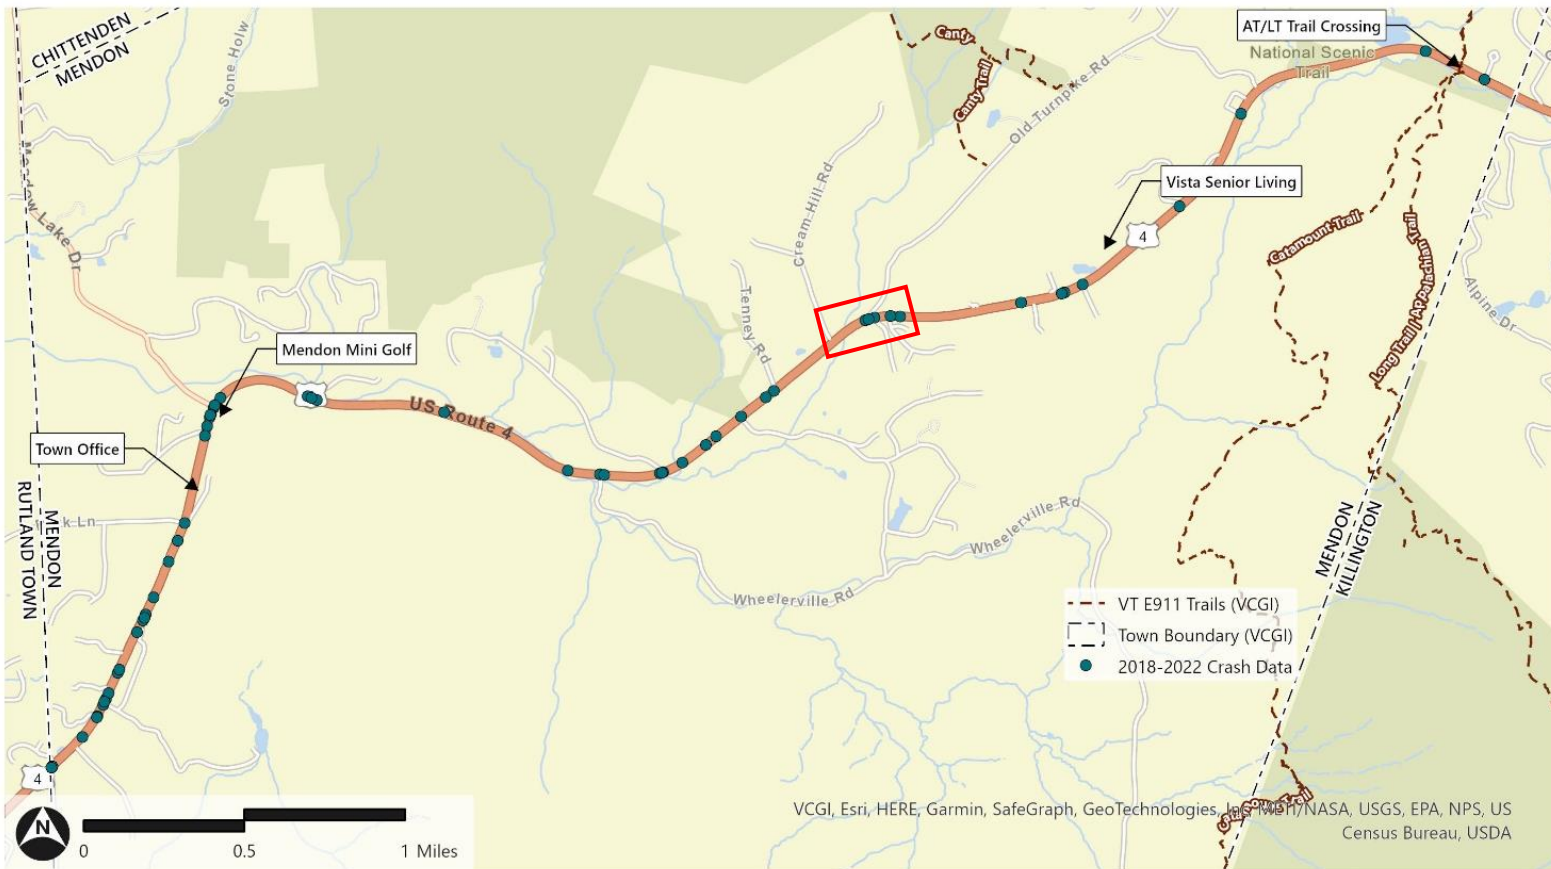 CHITTENDEN
MENDON
Stone Holw
Canty
Canty Trail
Old Turnpike Rd
AT/LT Trail Crossing
National Scenic
Trail
Meadow Lake Dr
Cream Hill Rd
Vista Senior Living
4
Catamount Trail
Long Trail / Appalachian Trail
Alpine Dr
Tenney Rd
Mendon Mini Golf
US Route 4
Town Office
Ln
MENDON
RUTLAND TOWN
Wheelerville Rd
Wheelerville Rd
MENDON
KILLINGTON
VT E911 Trails (VCGI)
Town Boundary (VCGI)
2018-2022 Crash Data
4
N
0 0.5 1 Miles
VCGI, Esri, HERE, Garmin, SafeGraph, GeoTechnologies, METI/NASA, USGS, EPA, NPS, US
Census Bureau, USDA
Trail